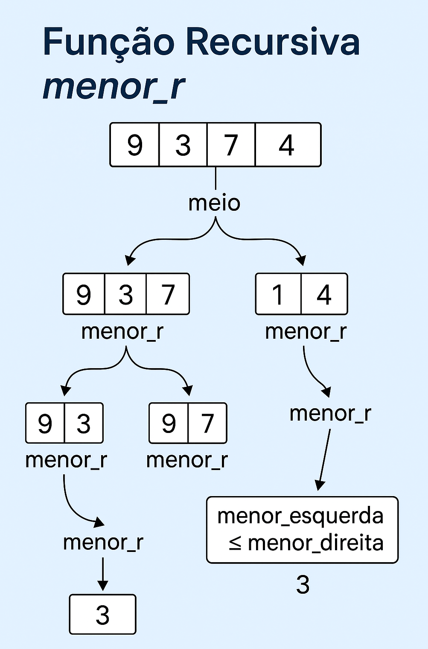 Função Recursiva
menor_r
9 3 7 4
meio
9 3 7
1 4
menor_r
menor_r
9 3
9 7
menor_r
menor_r
menor_r
menor_r
menor_esquerda
≤ menor_direita
3
3